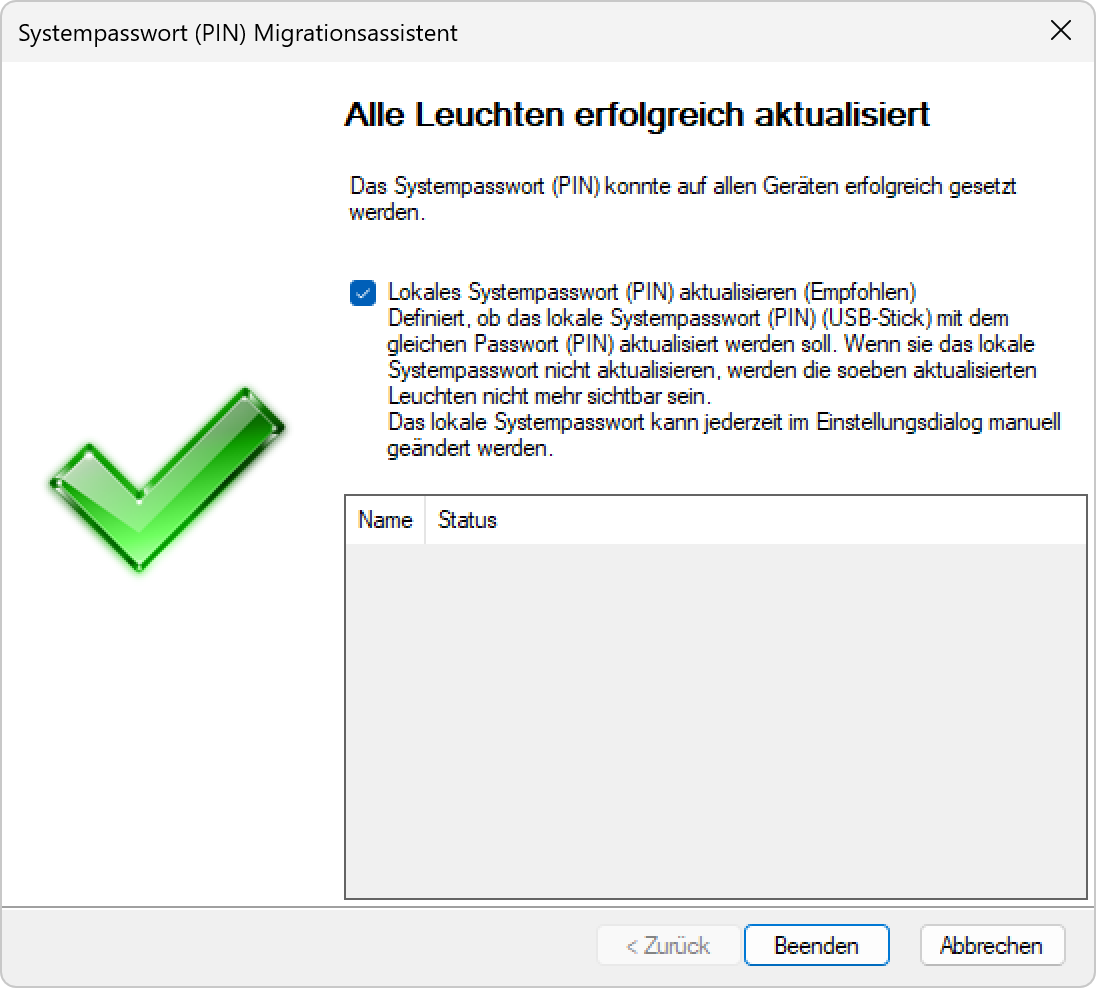 Systempasswort (PIN) Migrationsassistent
Alle Leuchten erfolgreich aktualisiert
Das Systempasswort (PIN) konnte auf allen Geräten erfolgreich gesetzt
werden.
Lokales Systempasswort (PIN) aktualisieren (Empfohlen)
Definiert, ob das lokale Systempasswort (PIN) (USB-Stick) mit dem
gleichen Passwort (PIN) aktualisiert werden soll. Wenn sie das lokale
Systempasswort nicht aktualisieren, werden die soeben aktualisierten
Leuchten nicht mehr sichtbar sein.
Das lokale Systempasswort kann jederzeit im Einstellungsdialog manuell
geändert werden.
Name Status
< Zurück Beenden Abbrechen